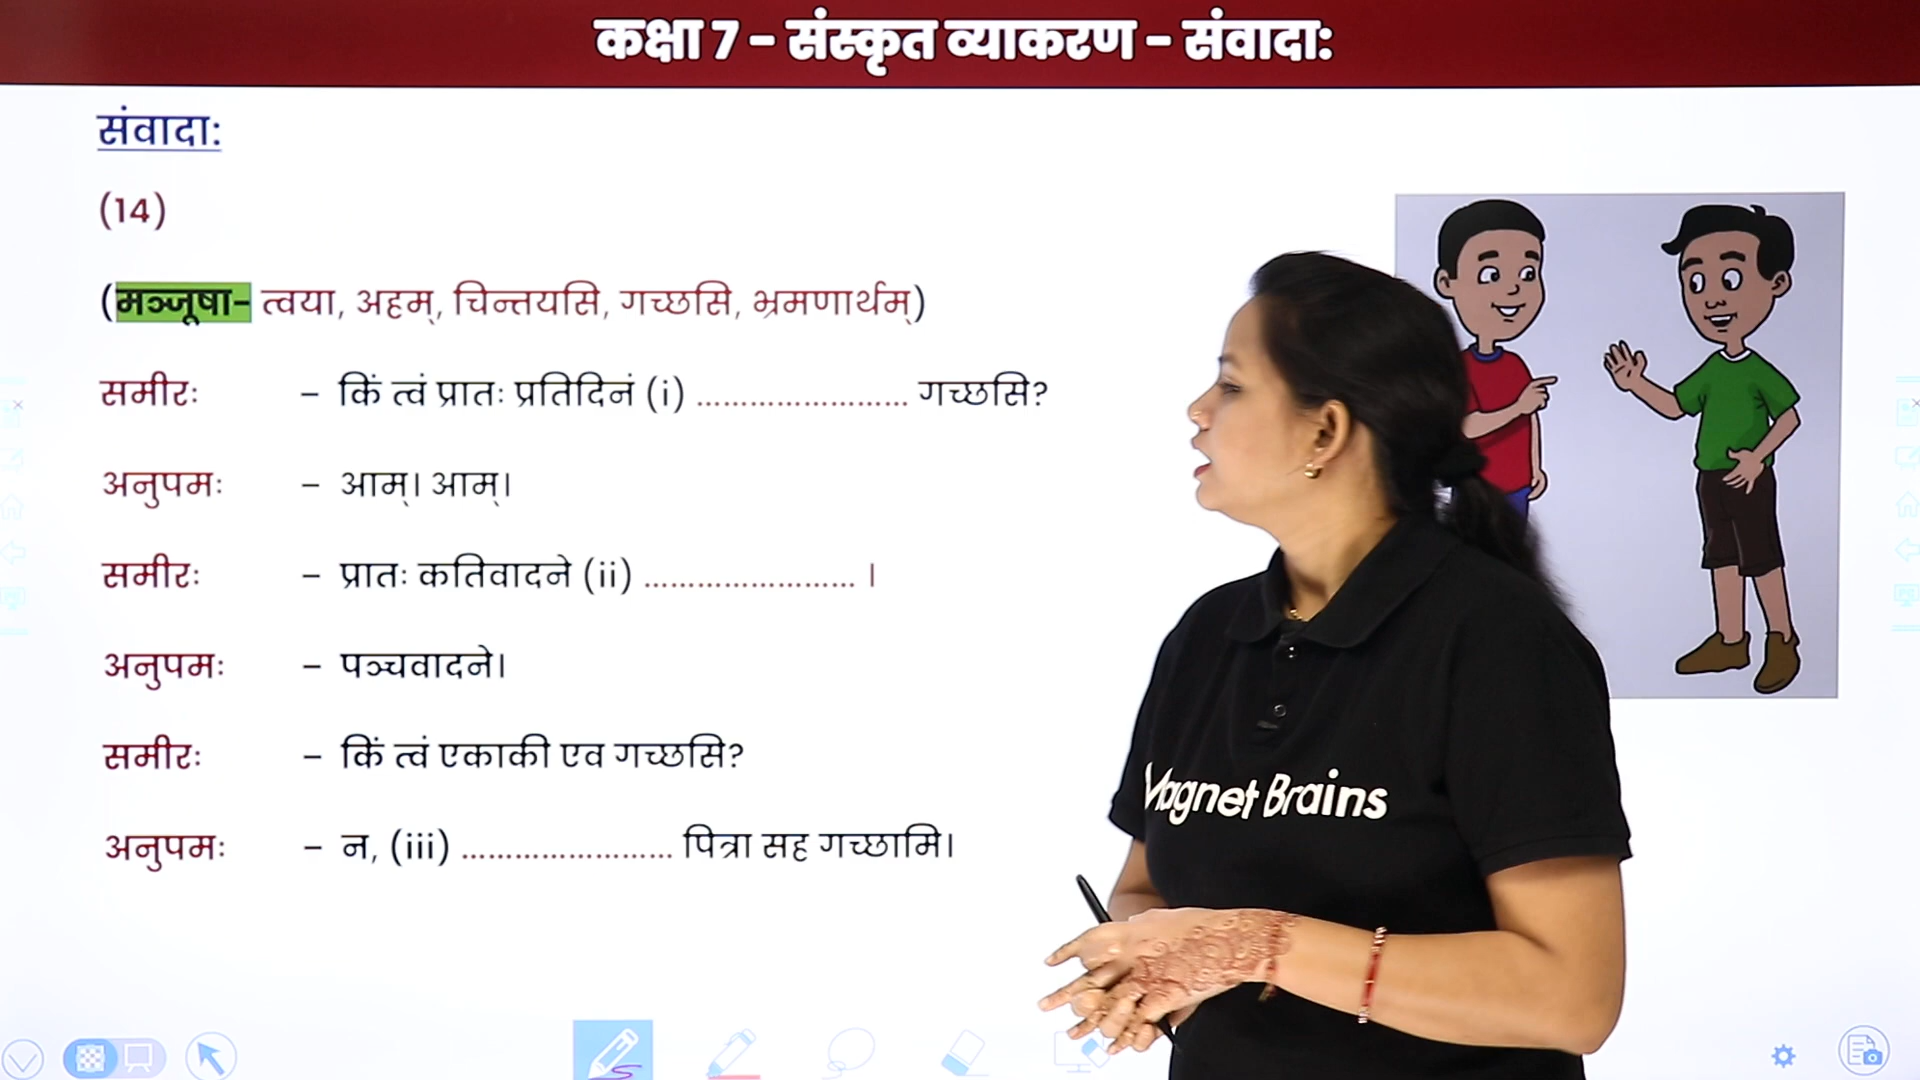 कक्षा 7 - संस्कृत व्याकरण - संवादाः
संवादाः
(14)
(मञ्जूषा- त्वया, अहम्, चिन्तयसि, गच्छसि, भ्रमणार्थम्)
समीरः - किं त्वं प्रातः प्रतिदिनं (i) ........................ गच्छसि?
अनुपमः - आम्। आम्।
समीरः - प्रातः कतिवादने (ii) ........................ ।
अनुपमः - पञ्चवादने।
समीरः - किं त्वं एकाकी एव गच्छसि?
अनुपमः - न, (iii) ........................ पित्रा सह गच्छामि।
Magnet Brains